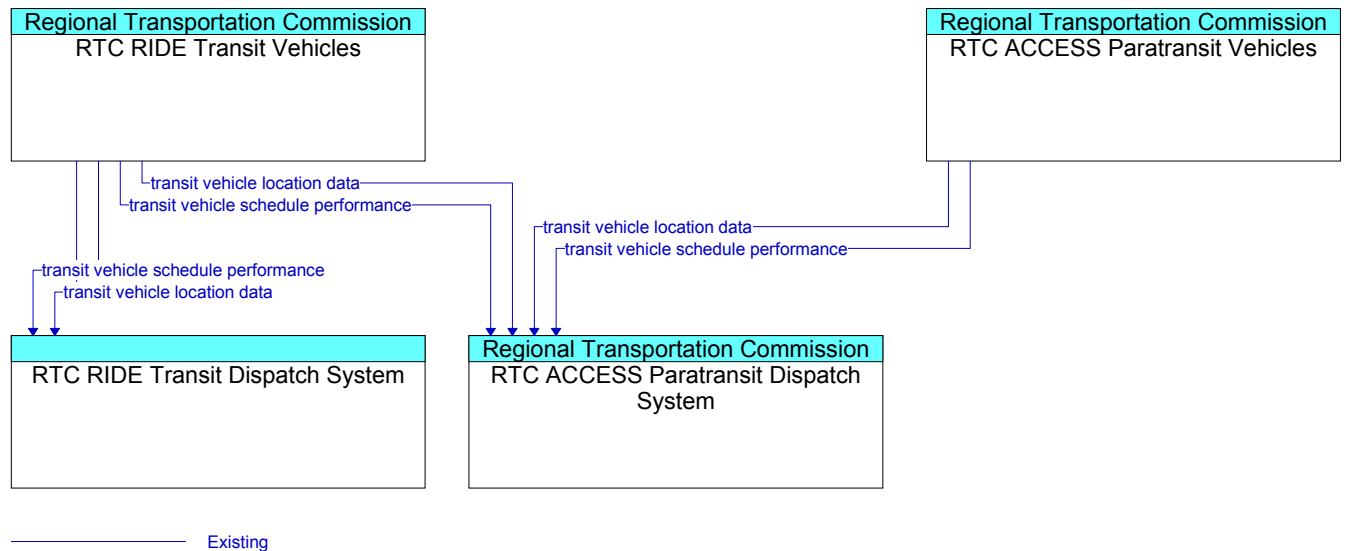 Regional Transportation Commission
RTC RIDE Transit Vehicles
Regional Transportation Commission
RTC ACCESS Paratransit Vehicles
transit vehicle location data
transit vehicle schedule performance
transit vehicle location data
transit vehicle schedule performance
transit vehicle schedule performance
transit vehicle location data
RTC RIDE Transit Dispatch System
Regional Transportation Commission
RTC ACCESS Paratransit Dispatch
System
Existing